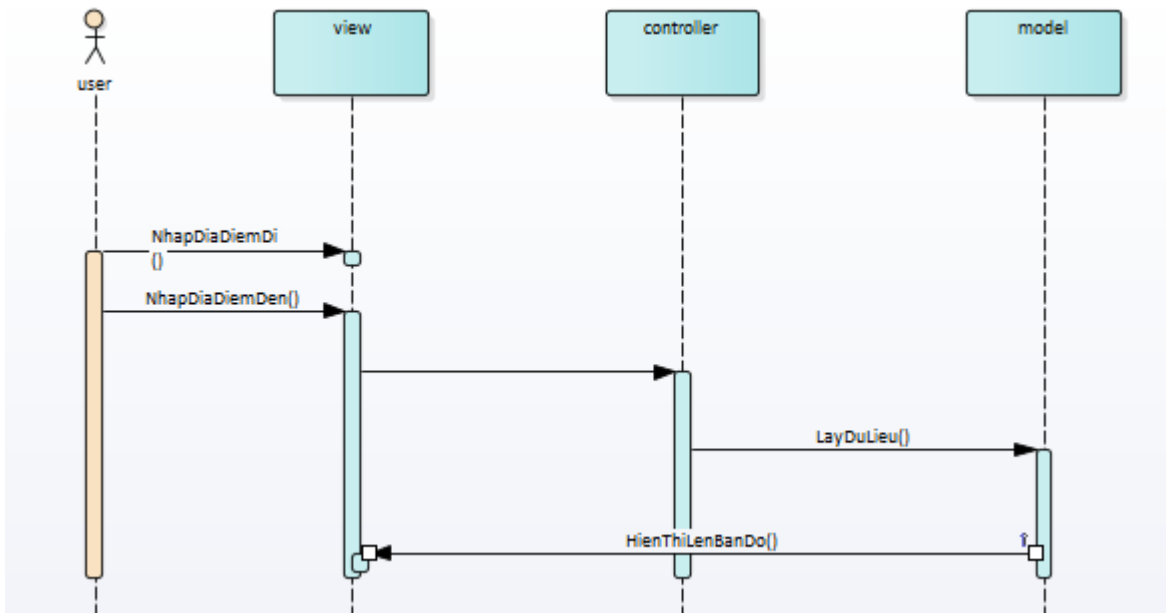 user
view
controller
model
NhapDiaDiemDi
()
NhapDiaDiemDen()
LayDuLieu()
HienThiLenBanDo()